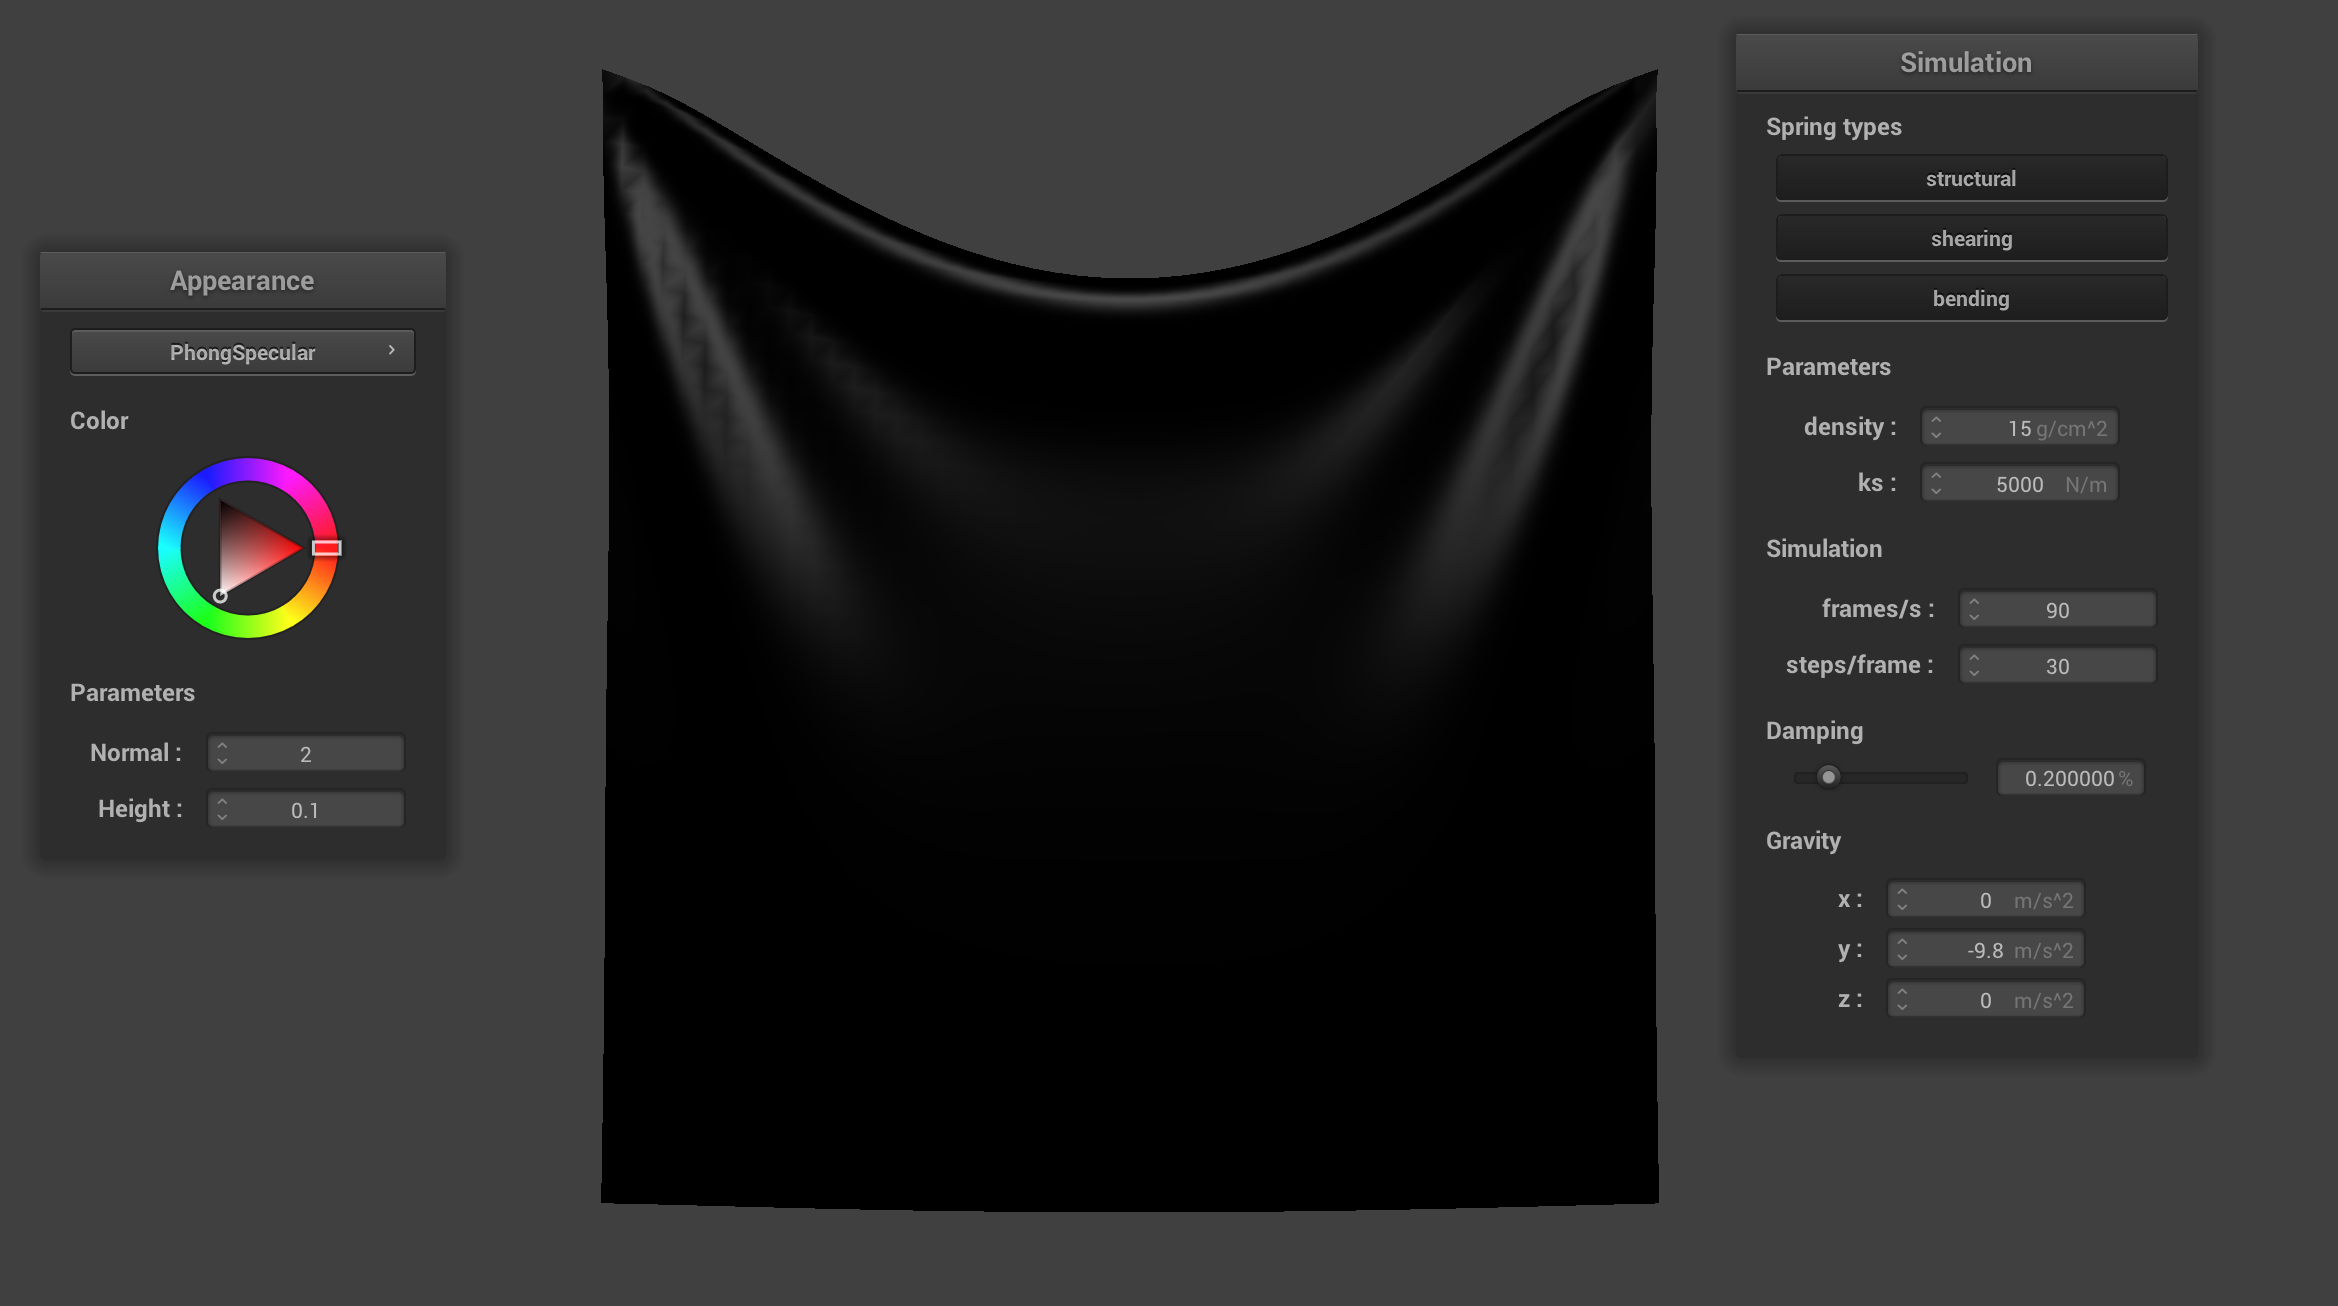 Appearance
PhongSpecular
Color
Parameters
Normal : 2
Height : 0.1
Simulation
Spring types
structural
shearing
bending
Parameters
density : 15 g/cm^2
ks : 5000 N/m
Simulation
frames/s : 90
steps/frame : 30
Damping
0.200000 %
Gravity
x : 0 m/s^2
y : -9.8 m/s^2
z : 0 m/s^2